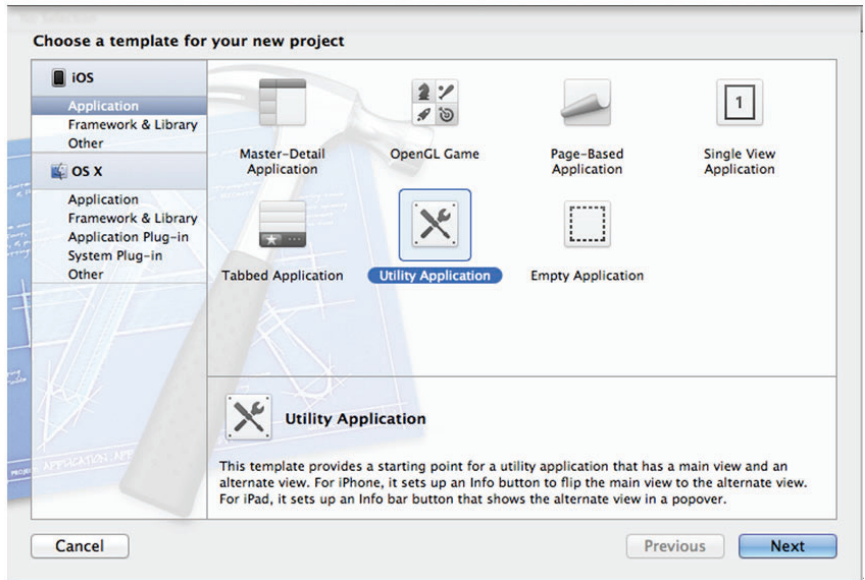 Choose a template for your new project
iOS
Application
Framework & Library
Other
OS X
Application
Framework & Library
Application Plug-in
System Plug-in
Other
Master-Detail
Application
OpenGL Game
Page-Based
Application
1
Single View
Application
Tabbed Application
Utility Application
Empty Application
Utility Application
This template provides a starting point for a utility application that has a main view and an
alternate view. For iPhone, it sets up an Info button to flip the main view to the alternate view.
For iPad, it sets up an Info bar button that shows the alternate view in a popover.
Cancel
Previous
Next